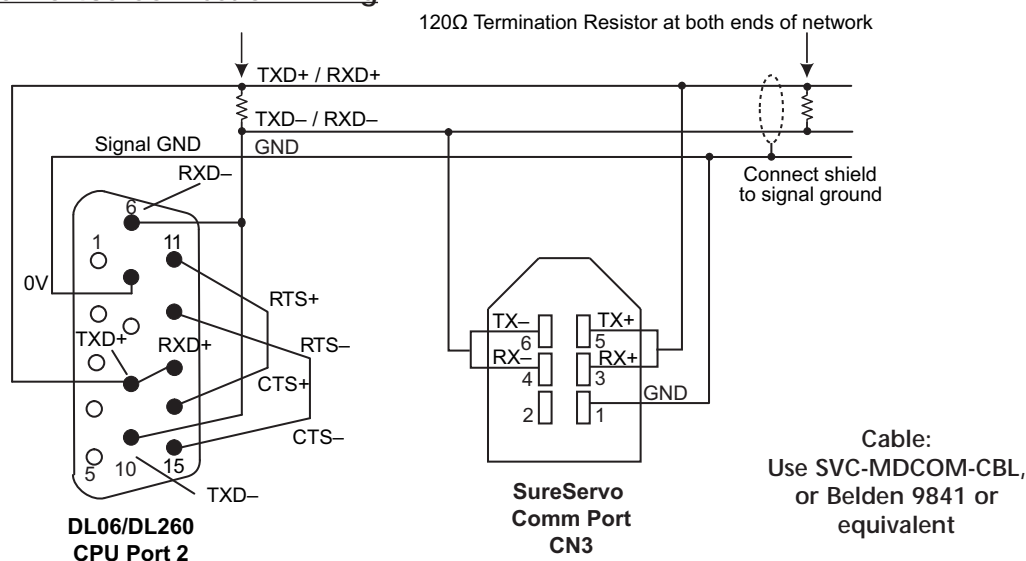 120Ω Termination Resistor at both ends of network
TXD+ / RXD+
TXD– / RXD–
Signal GND
GND
RXD–
Connect shield
to signal ground
6
1
11
0V
RTS+
TXD+
RXD+
RTS–
CTS+
CTS–
5
10
15
TXD–
DL06/DL260
CPU Port 2
TX–
TX+
6
5
RX–
RX+
4
3
GND
2
1
SureServo
Comm Port
CN3
Cable:
Use SVC-MDCOM-CBL,
or Belden 9841 or
equivalent